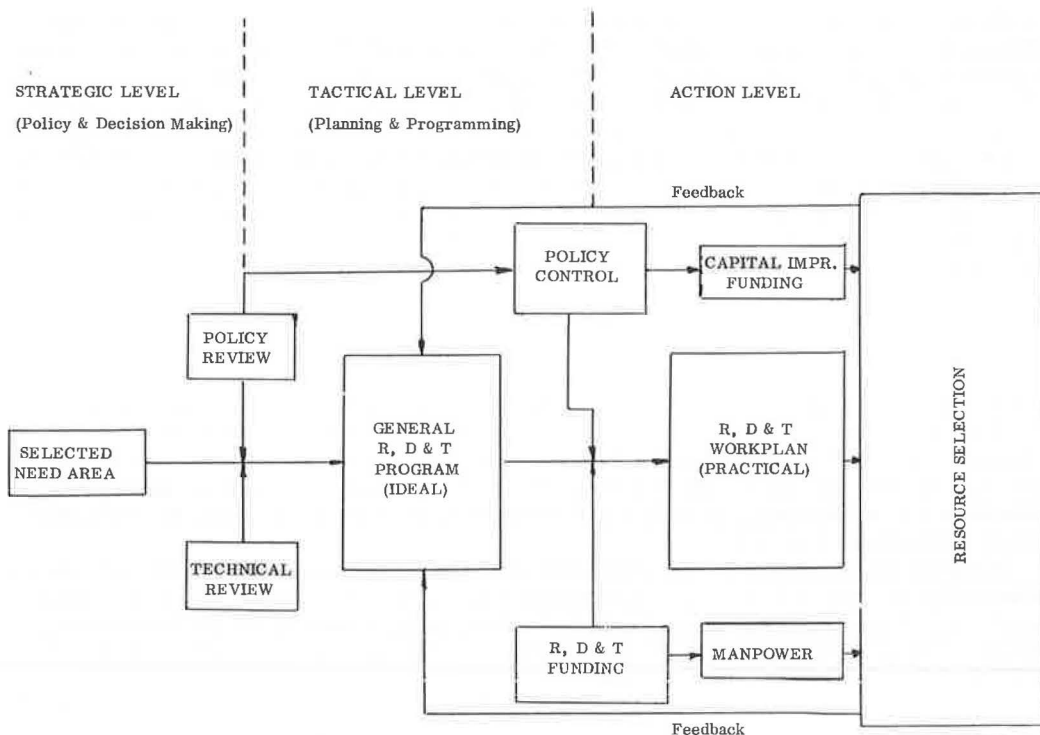 STRATEGIC LEVEL
(Policy & Decision Making)
TACTICAL LEVEL
(Planning & Programming)
ACTION LEVEL
Feedback
POLICY
CONTROL
CAPITAL IMPR.
FUNDING
POLICY
REVIEW
SELECTED
NEED AREA
GENERAL
R, D & T
PROGRAM
(IDEAL)
R, D & T
WORKPLAN
(PRACTICAL)
RESOURCE SELECTION
TECHNICAL
REVIEW
R, D & T
FUNDING
MANPOWER
Feedback